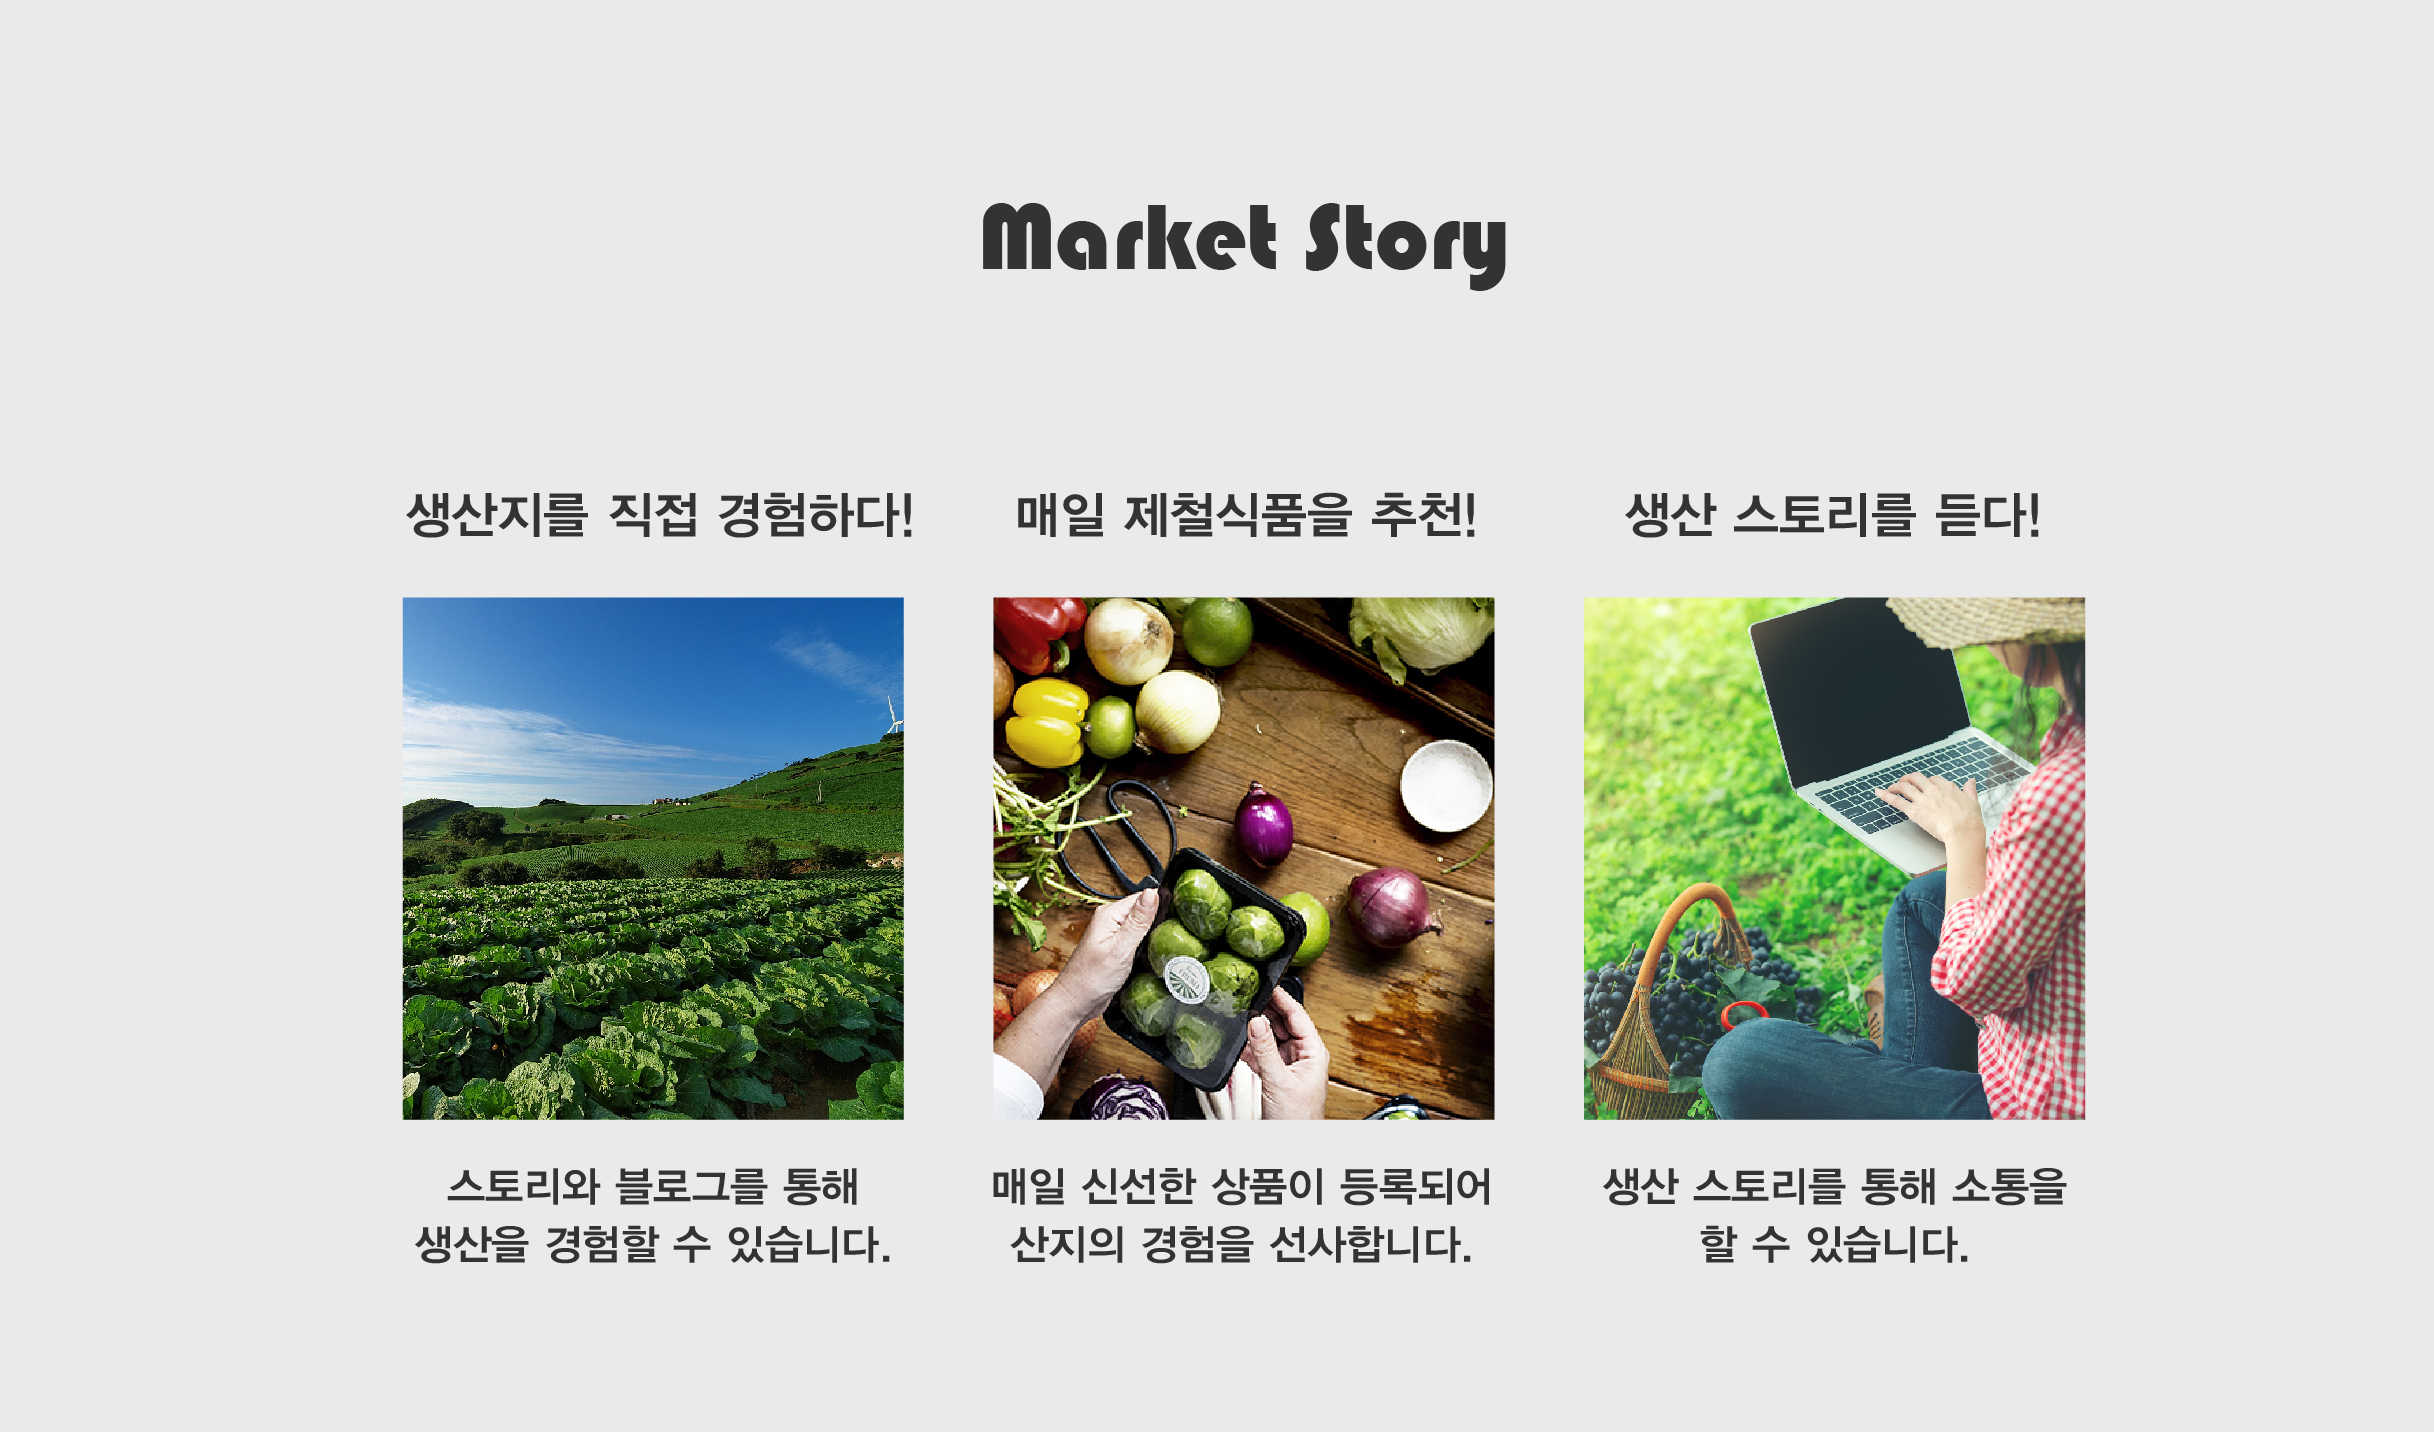 Market Story
생산지를 직접 경험하다!
매일 제철식품을 추천!
생산 스토리를 듣다!
스토리와 블로그를 통해
생산을 경험할 수 있습니다.
매일 신선한 상품이 등록되어
산지의 경험을 선사합니다.
생산 스토리를 통해 소통을
할 수 있습니다.